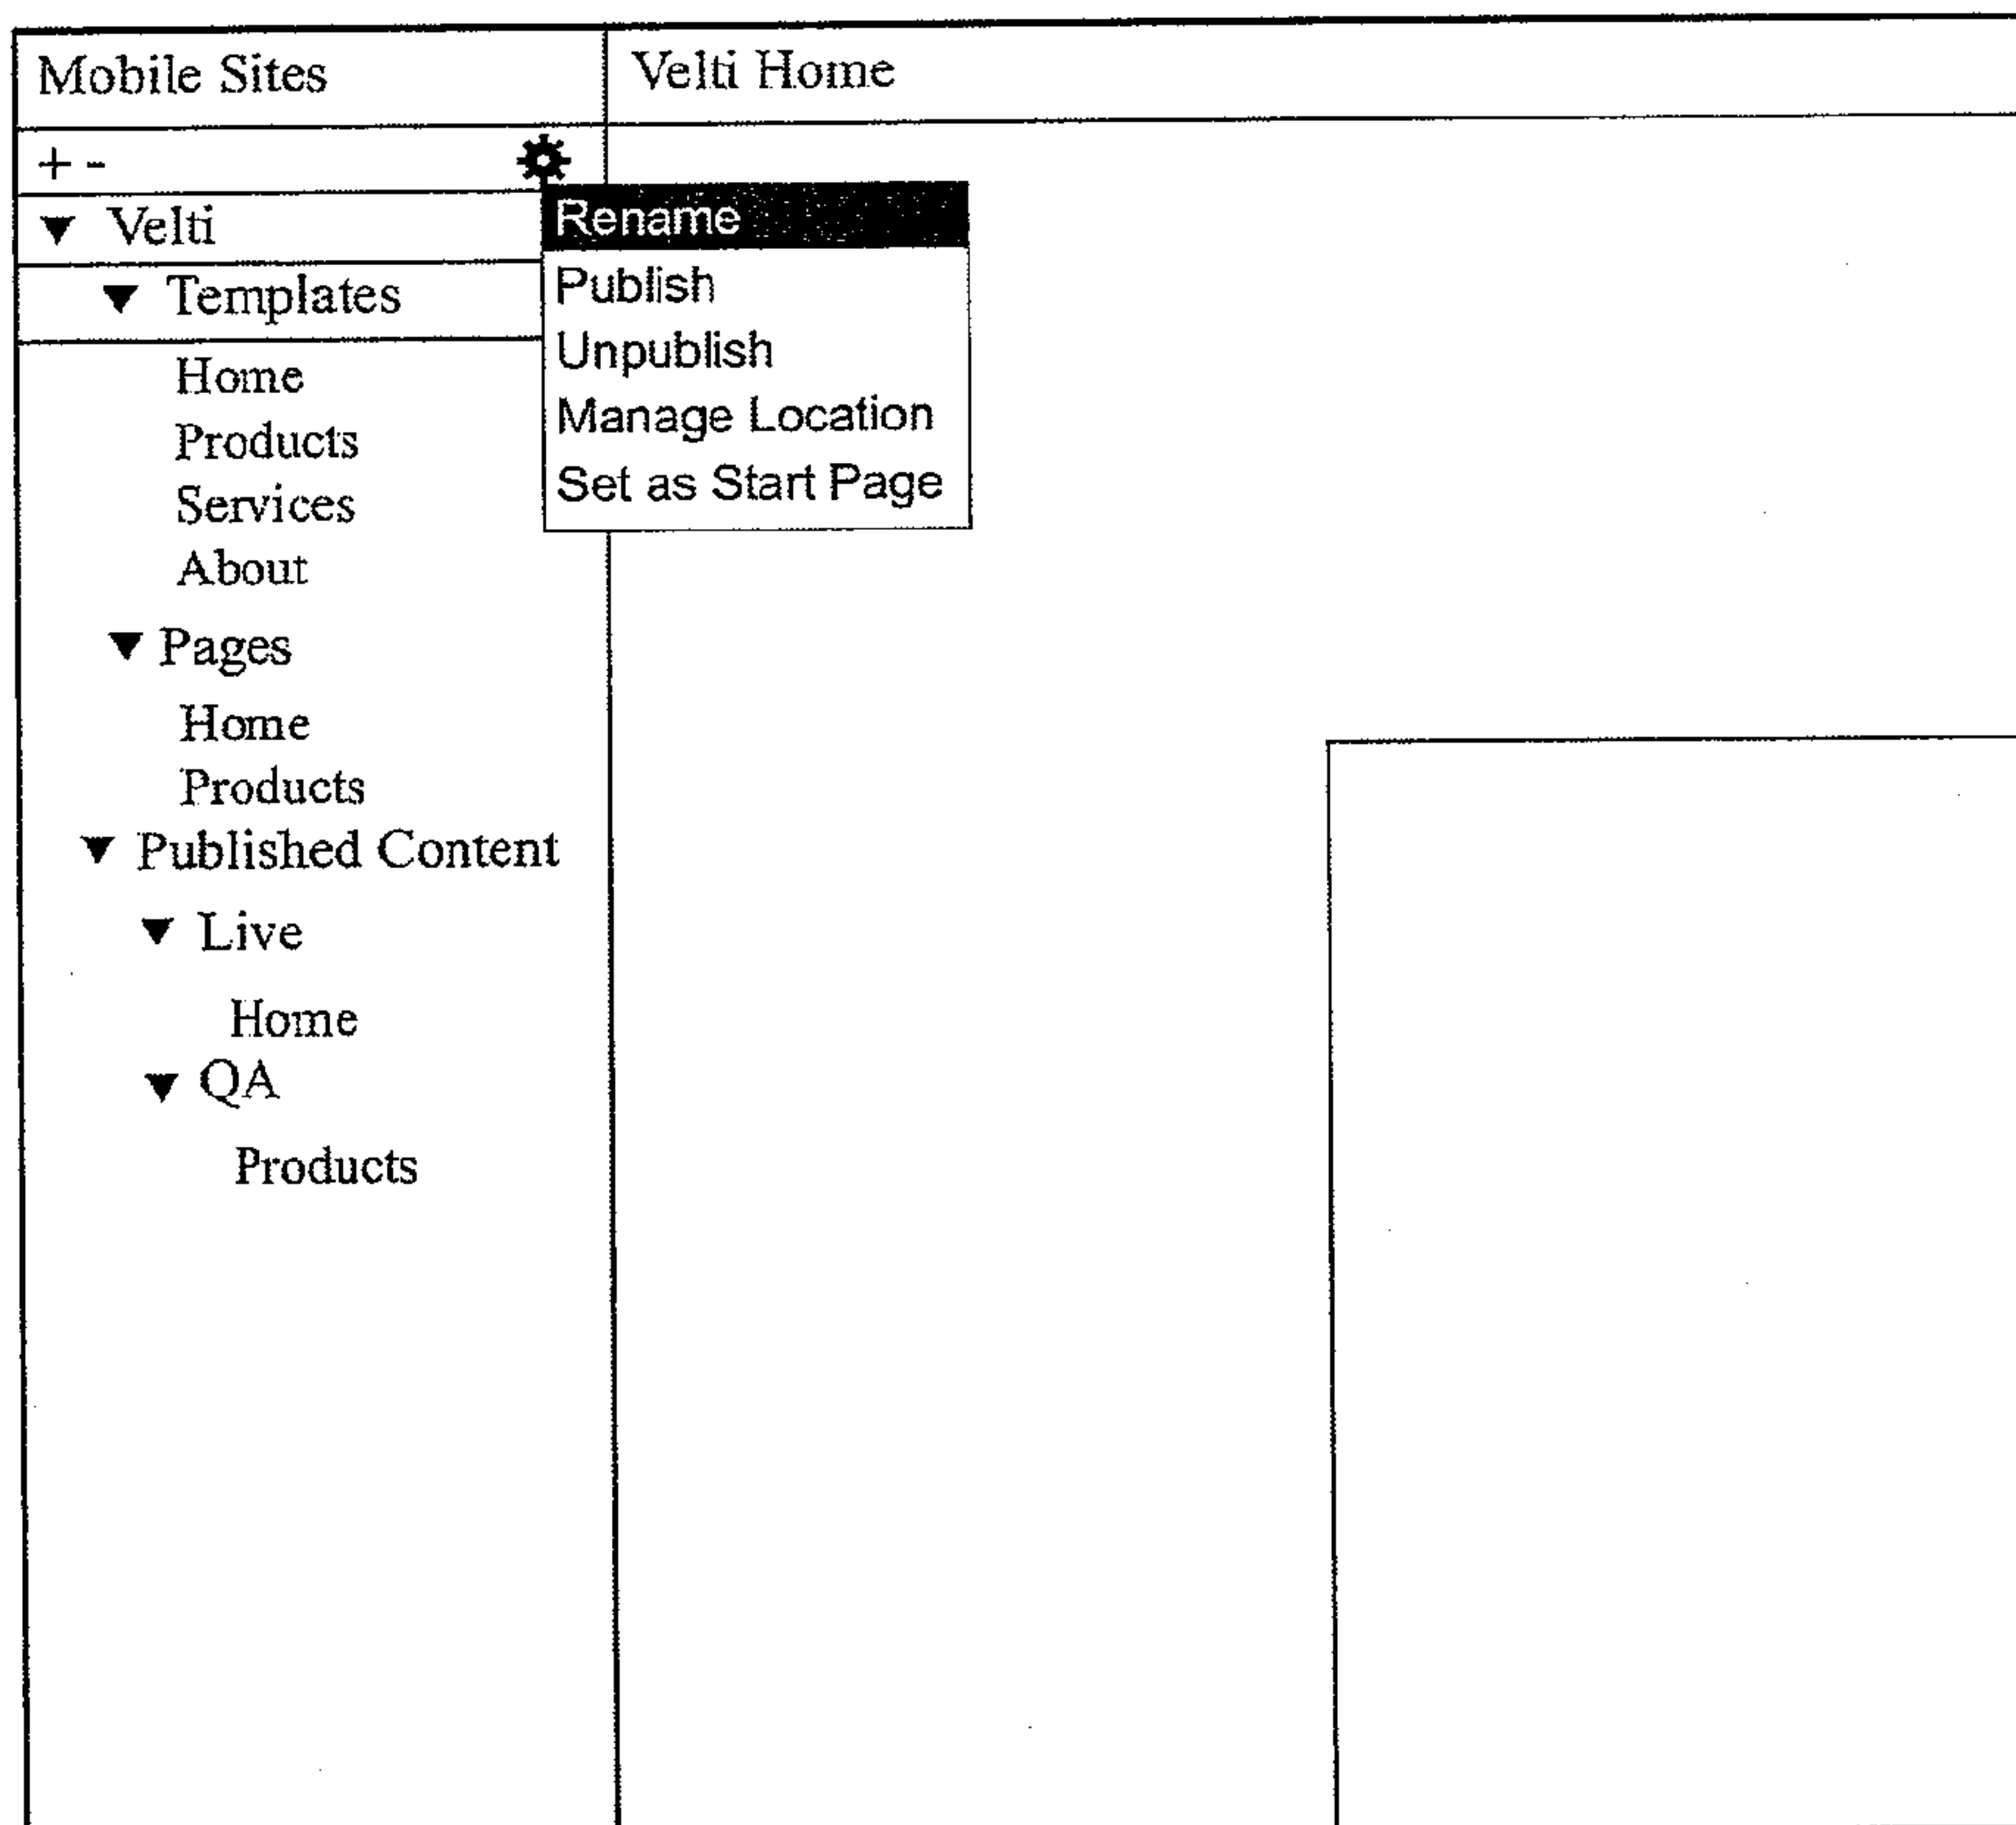 Mobile Sites
Velti Home
+ -
▼ Velti
▼ Templates
Home
Products
Services
About
▼ Pages
Home
Products
▼ Published Content
▼ Live
Home
▼ QA
Products
Rename
Publish
Unpublish
Manage Location
Set as Start Page